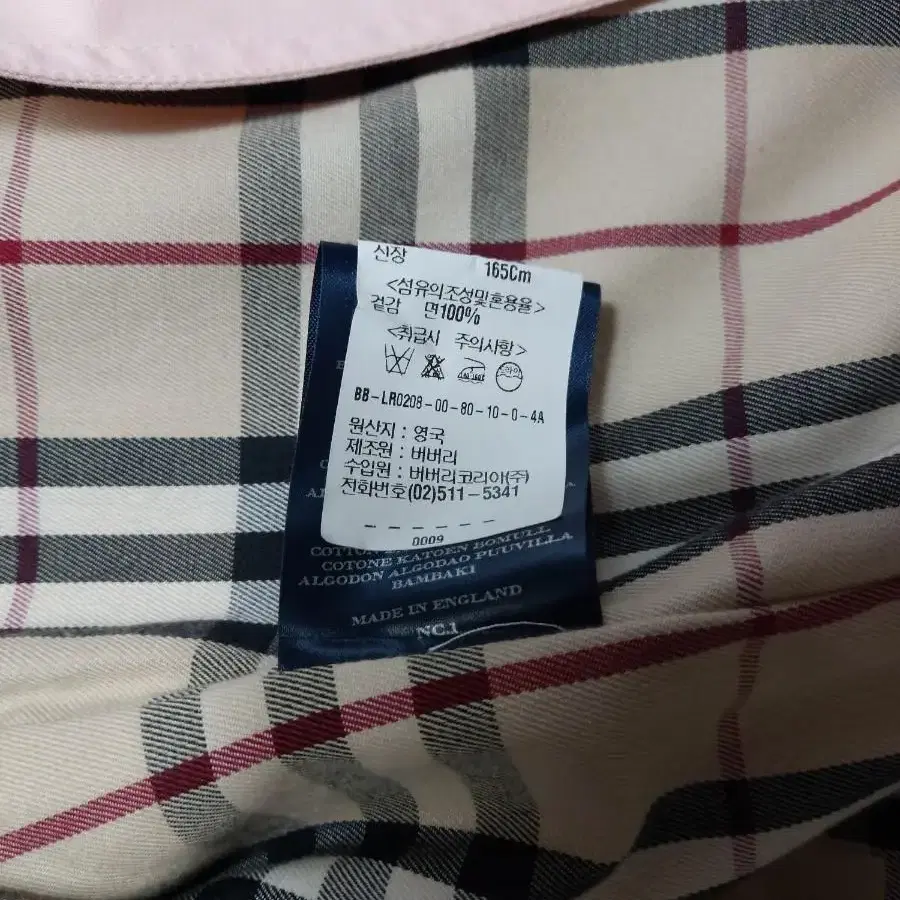 신장 165Cm
<섬유의조성및혼용율>
겉감 면100%
<취급시 주의사항>
BB-LR0208-00-80-10-0-4A
원산지 : 영국
제조원 : 버버리
수입원 : 버버리코리아(주)
전화번호(02)511-5341
0009
COTTON
COTONE KATOEN BOMULL
ALGODON ALGODAO PUUVILLA
BAMBAKI
MADE IN ENGLAND
NC.1